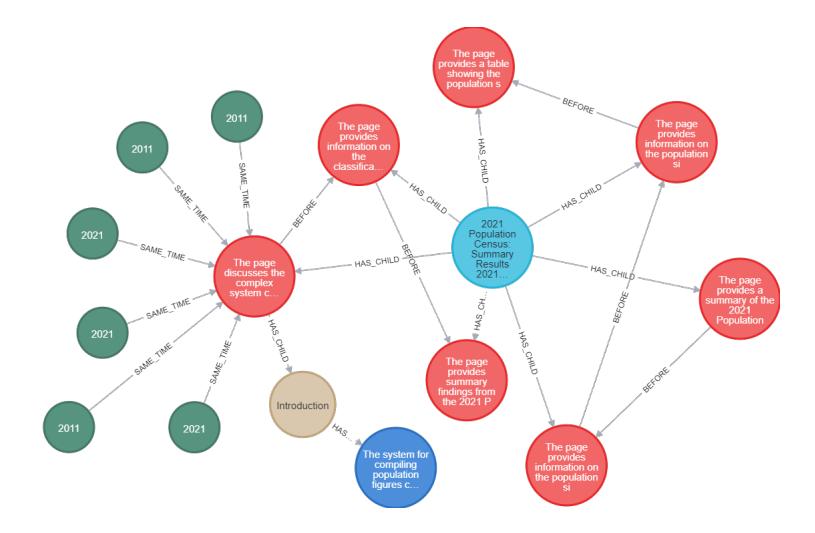 The page
provides a table
showing the
population s
BEFORE
2011
2011
The page
provides
information on
the
classifica...
The page
provides
information on
the population
si
HAS_CHILD
SAME_TIME
SAME_TIME
HAS_CHILD
HAS_CHILD
BEFORE
2021
2021
Population
Census:
Summary
Results
2021...
SAME_TIME
The page
discusses the
complex
system c...
HAS_CHILD
BEFORE
HAS_CHILD
The page
provides a
summary of the
2021
Population
SAME_TIME
2021
HAS_CH...
BEFORE
SAME_TIME
SAME_TIME
HAS_CHILD
HAS_CHILD
The page
provides
summary
findings from
the 2021 P
BEFORE
Introduction
2011
2021
HAS...
The system for
compiling
population
figures c...
The page
provides
information on
the population
si